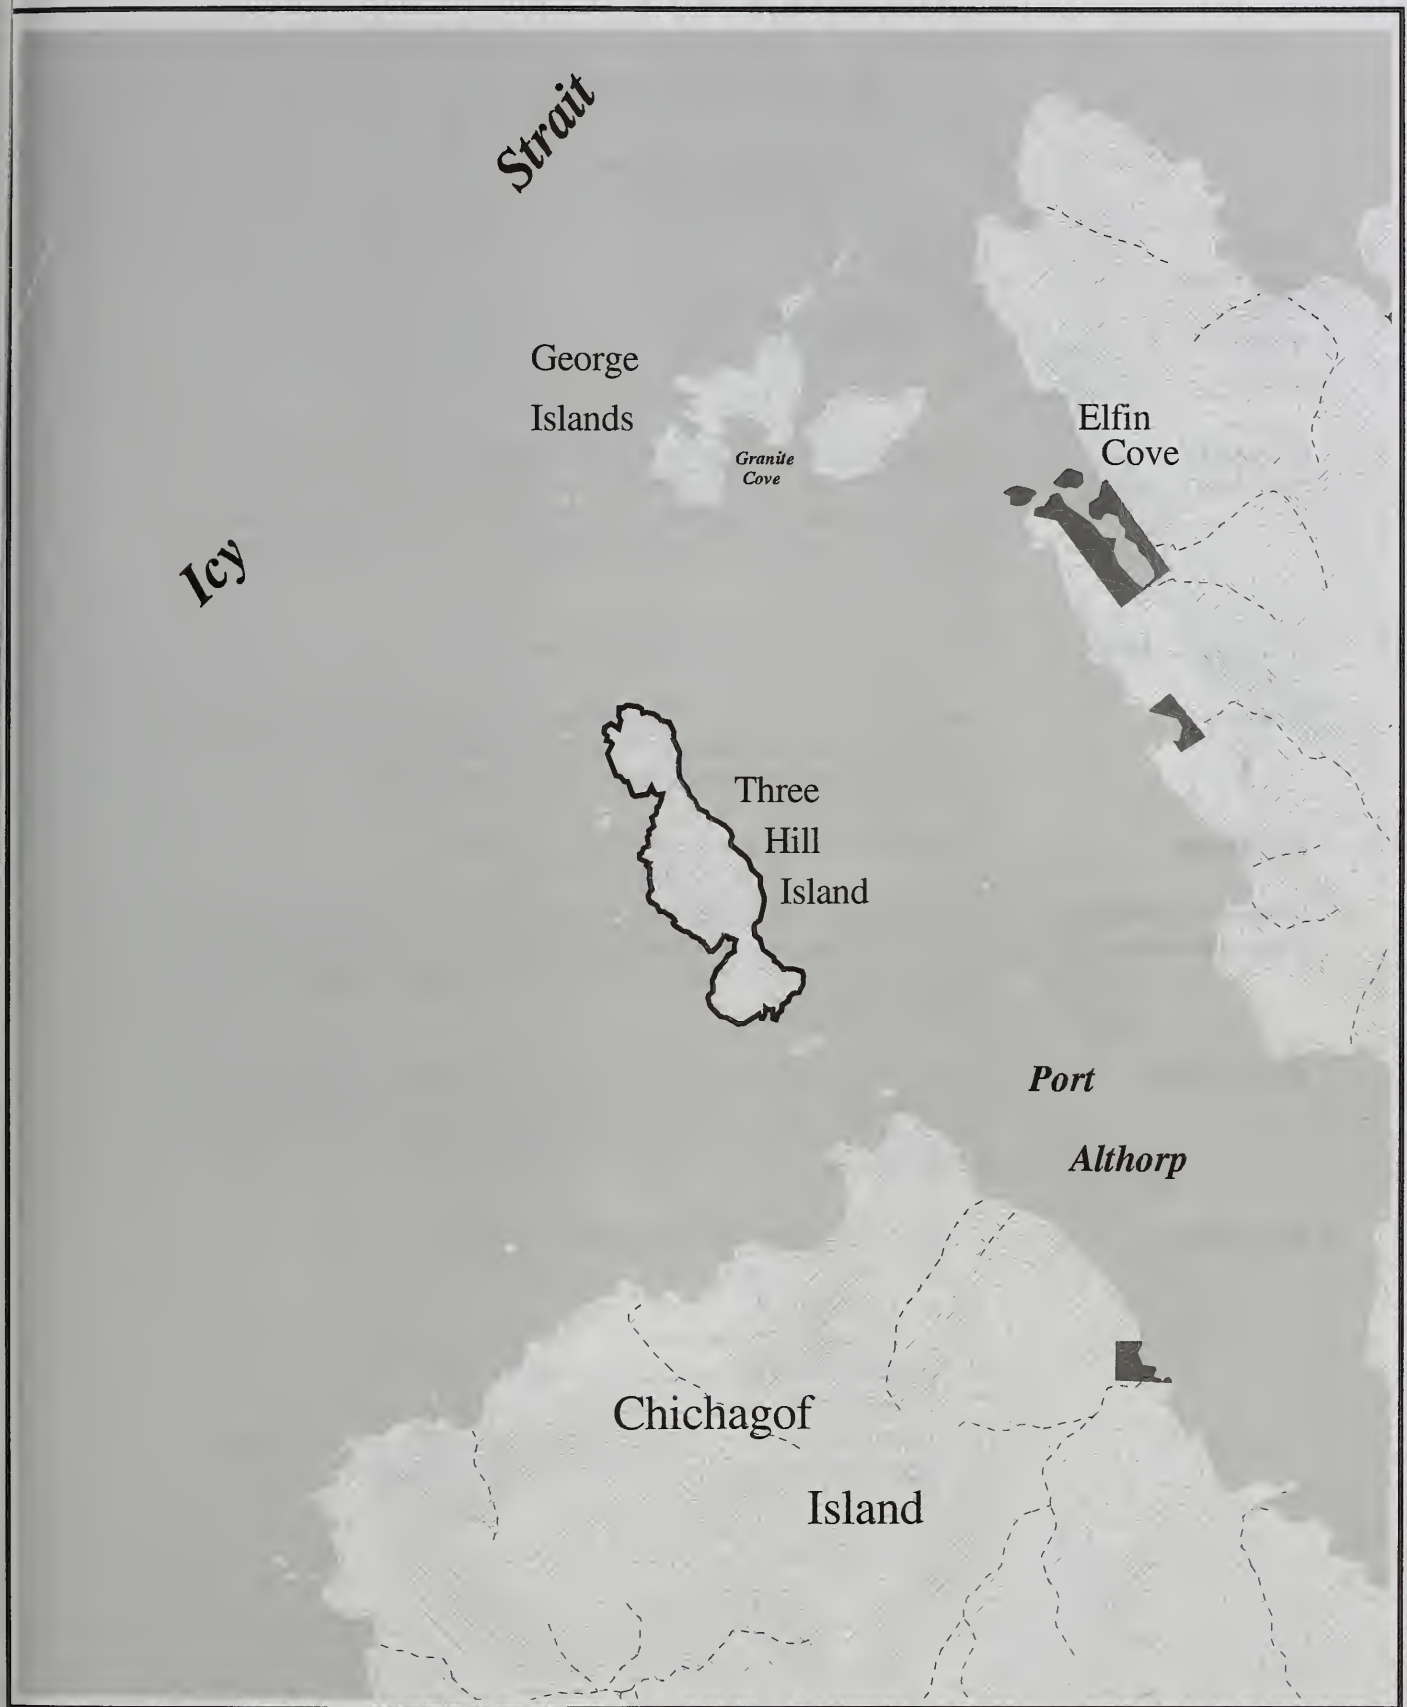 Strait
George
Islands
Granite
Cove
Elfin
Cove
Icy
Three
Hill
Island
Port
Althorp
Chichagof
Island